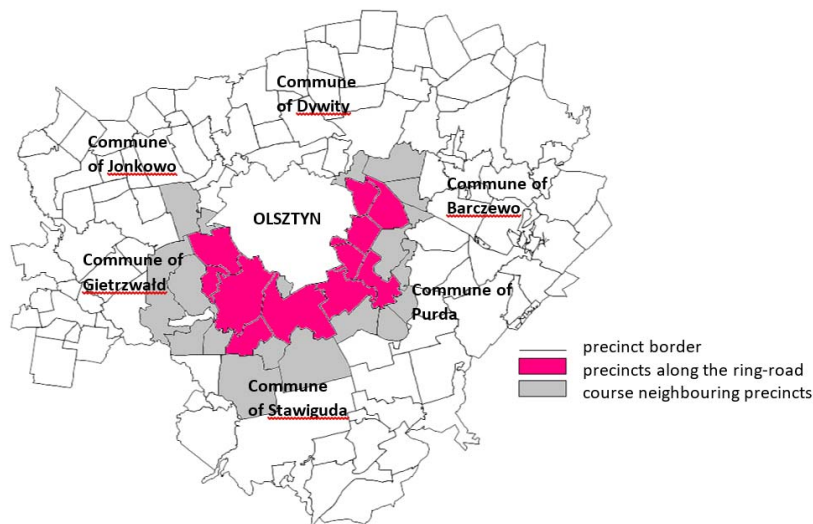 Commune
of Dywity
Commune
of Jonkowo
Commune of
Barczewo
OLSZTYN
Commune of
Gietrzwałd
Commune of
Purda
precinct border
precincts along the ring-road
course neighbouring precincts
Commune
of Stawiguda